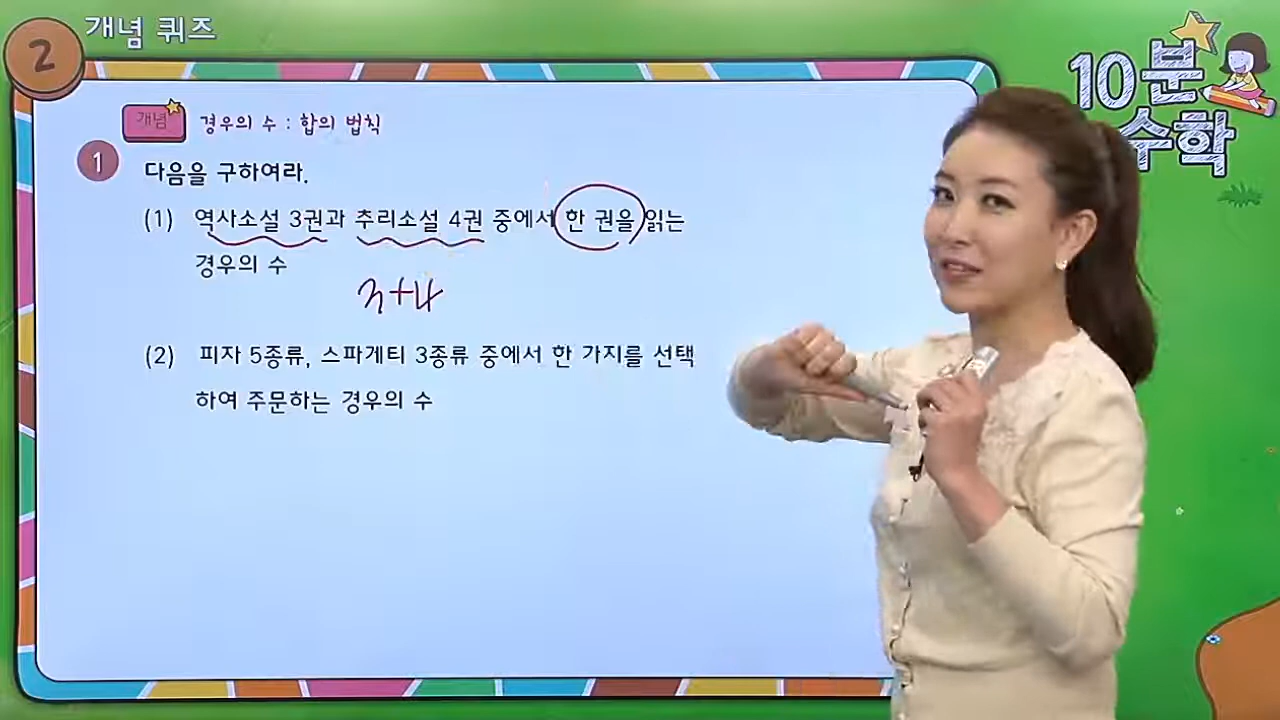 2 개념 퀴즈
10분
수학
개념 경우의 수 : 합의 법칙
1 다음을 구하여라.
(1) 역사소설 3권과 추리소설 4권 중에서 한 권을 읽는
경우의 수
3+4
(2) 피자 5종류, 스파게티 3종류 중에서 한 가지를 선택
하여 주문하는 경우의 수